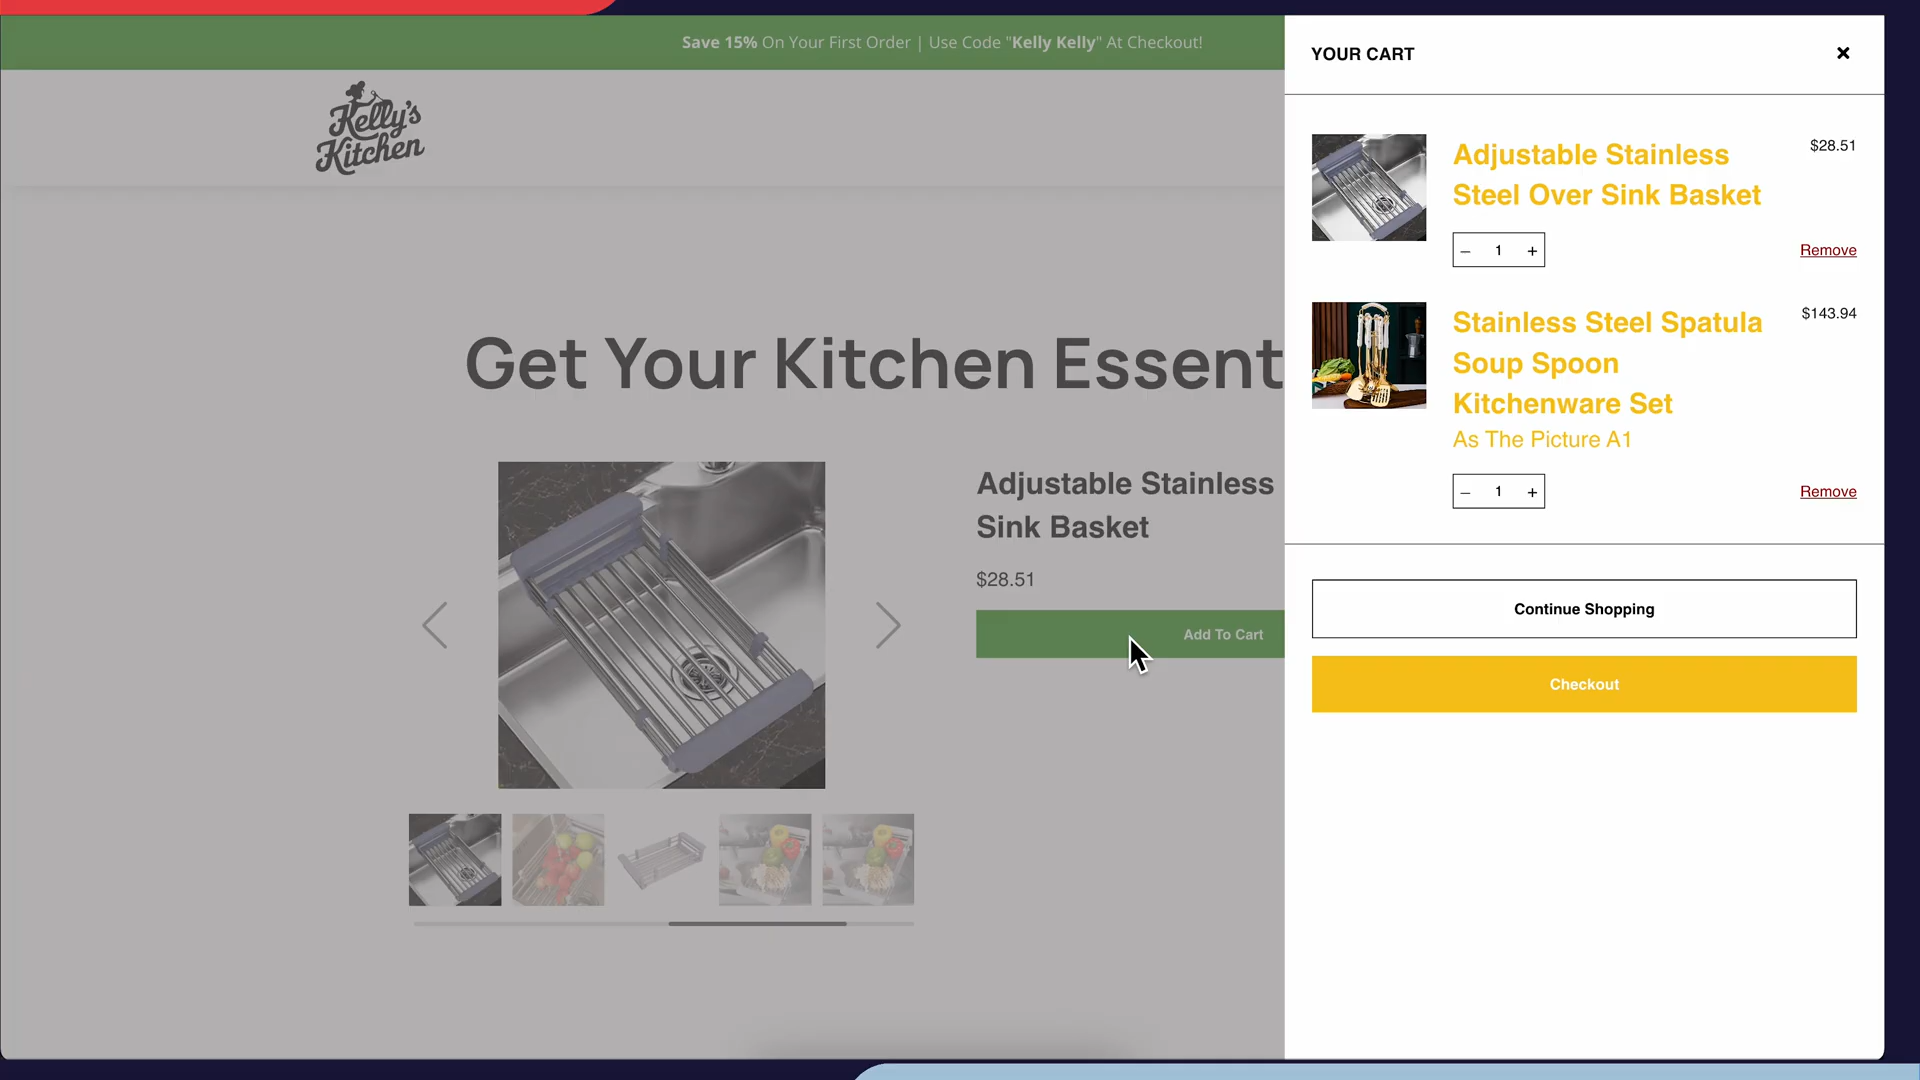 Save 15% On Your First Order | Use Code "Kelly Kelly" At Checkout!
Kelly's
Kitchen
Get Your Kitchen Essent
Adjustable Stainless
Sink Basket
$28.51
Add To Cart
YOUR CART
Adjustable Stainless
Steel Over Sink Basket
$28.51
– 1 +
Remove
Stainless Steel Spatula
Soup Spoon
Kitchenware Set
As The Picture A1
$143.94
– 1 +
Remove
Continue Shopping
Checkout